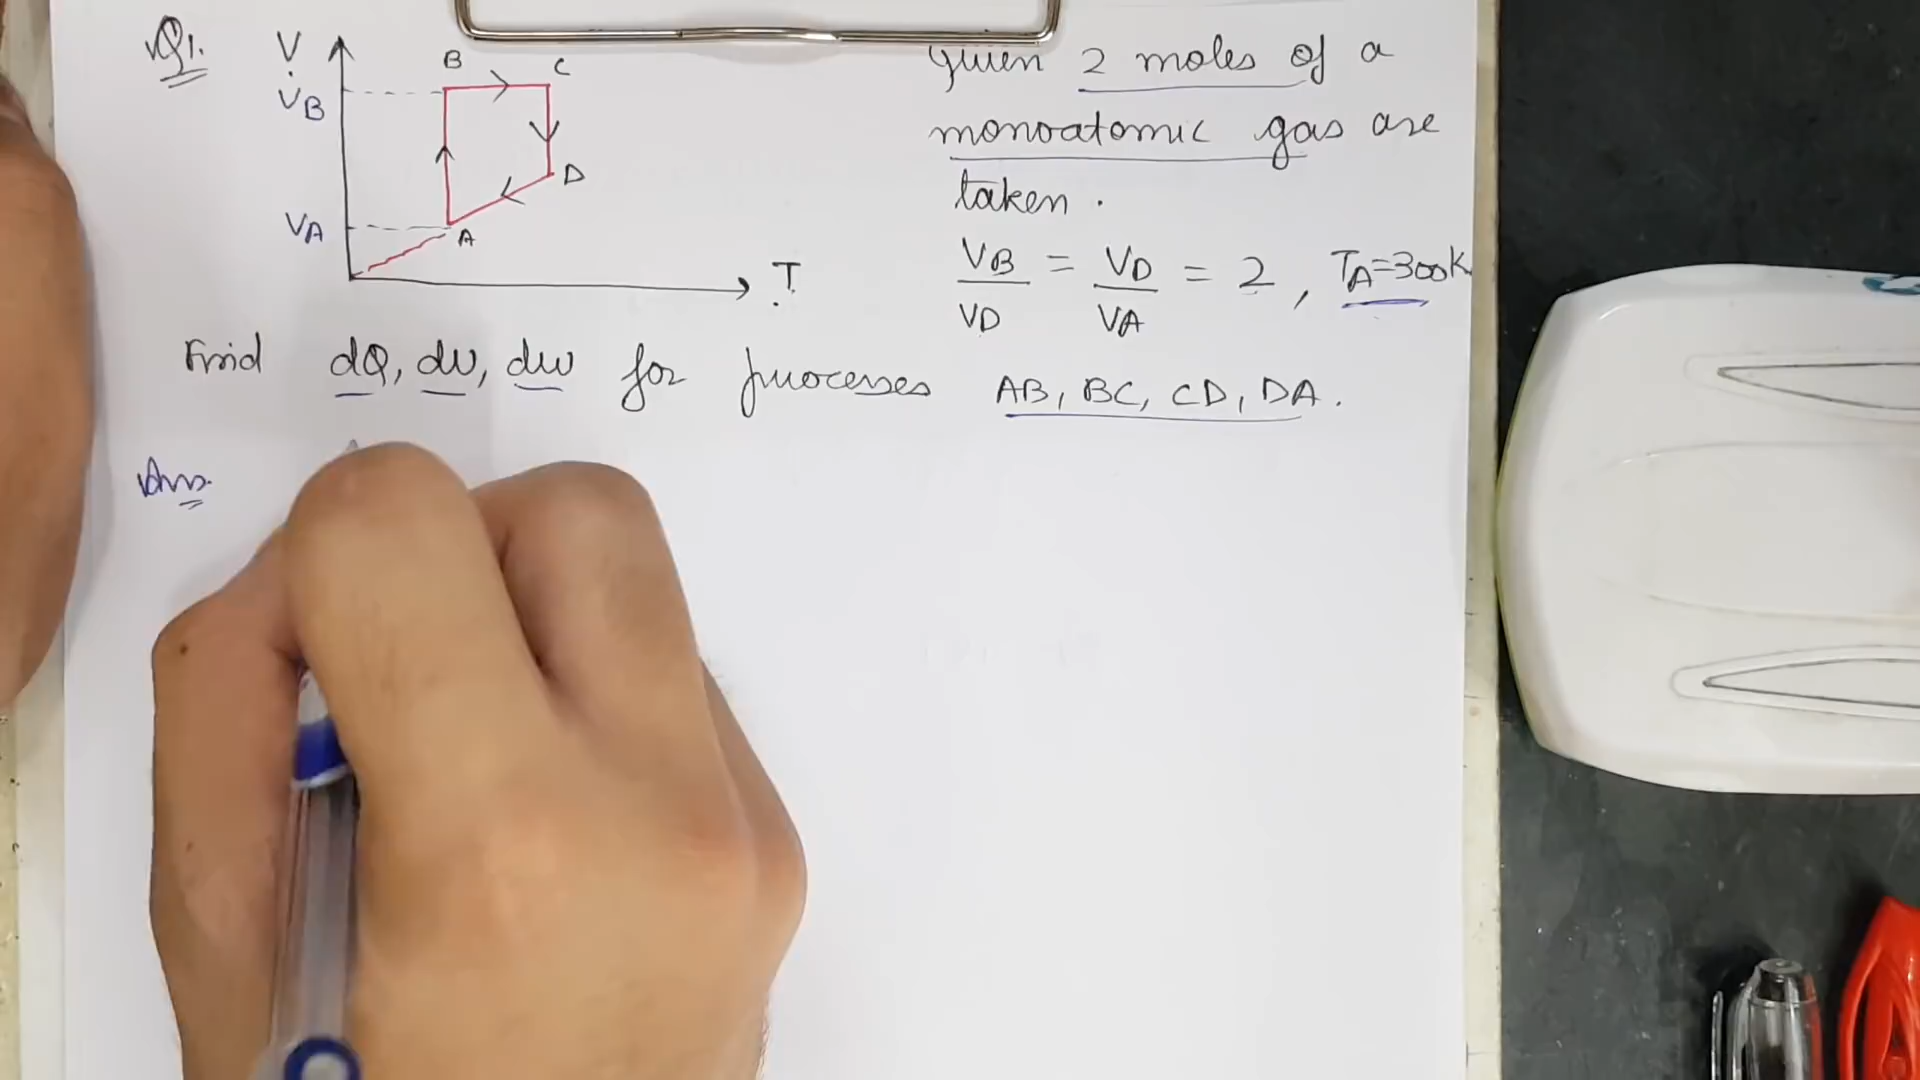 Q1.
V
VB
VA
B
C
D
A
T
Given 2 moles of a
monoatomic gas are
taken.
VB/VD = VD/VA = 2, TA=300K
Find dQ, dU, dW for processes AB, BC, CD, DA.
Ans.